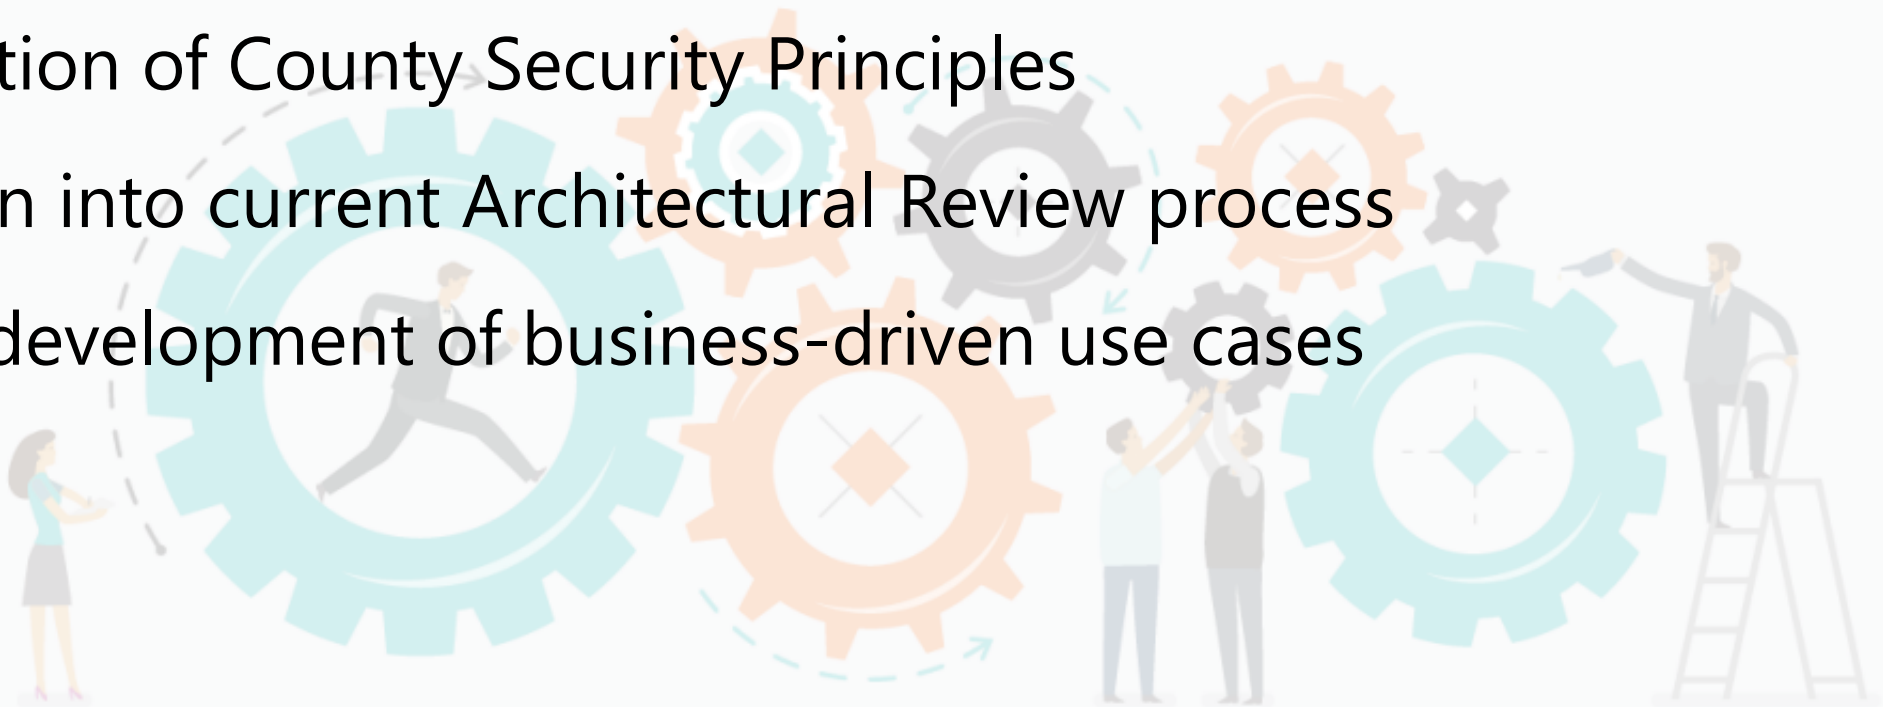 tion of County Security Principles
n into current Architectural Review process
development of business-driven use cases